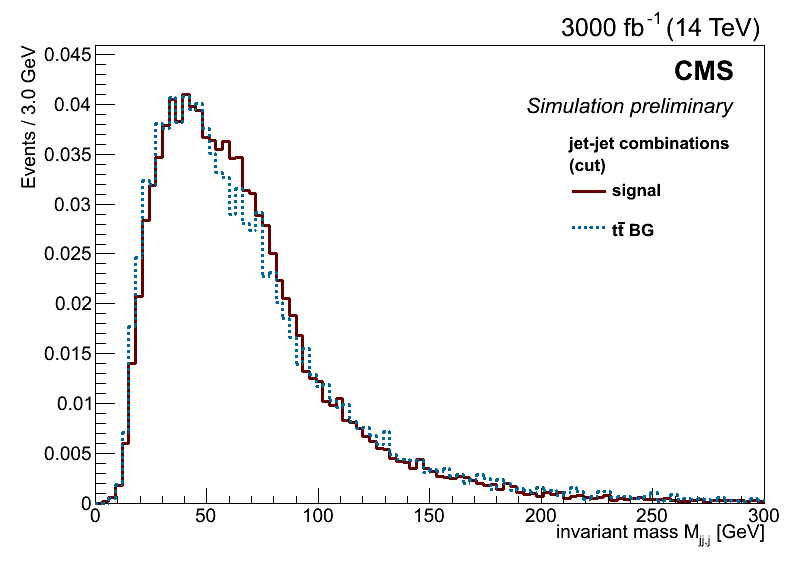 3000 fb-1 (14 TeV)
CMS
Simulation preliminary
jet-jet combinations
(cut)
signal
tt̄ BG
Events / 3.0 GeV
0.045
0.04
0.035
0.03
0.025
0.02
0.015
0.01
0.005
0
0 50 100 150 200 250 300
invariant mass Mjj,j [GeV]